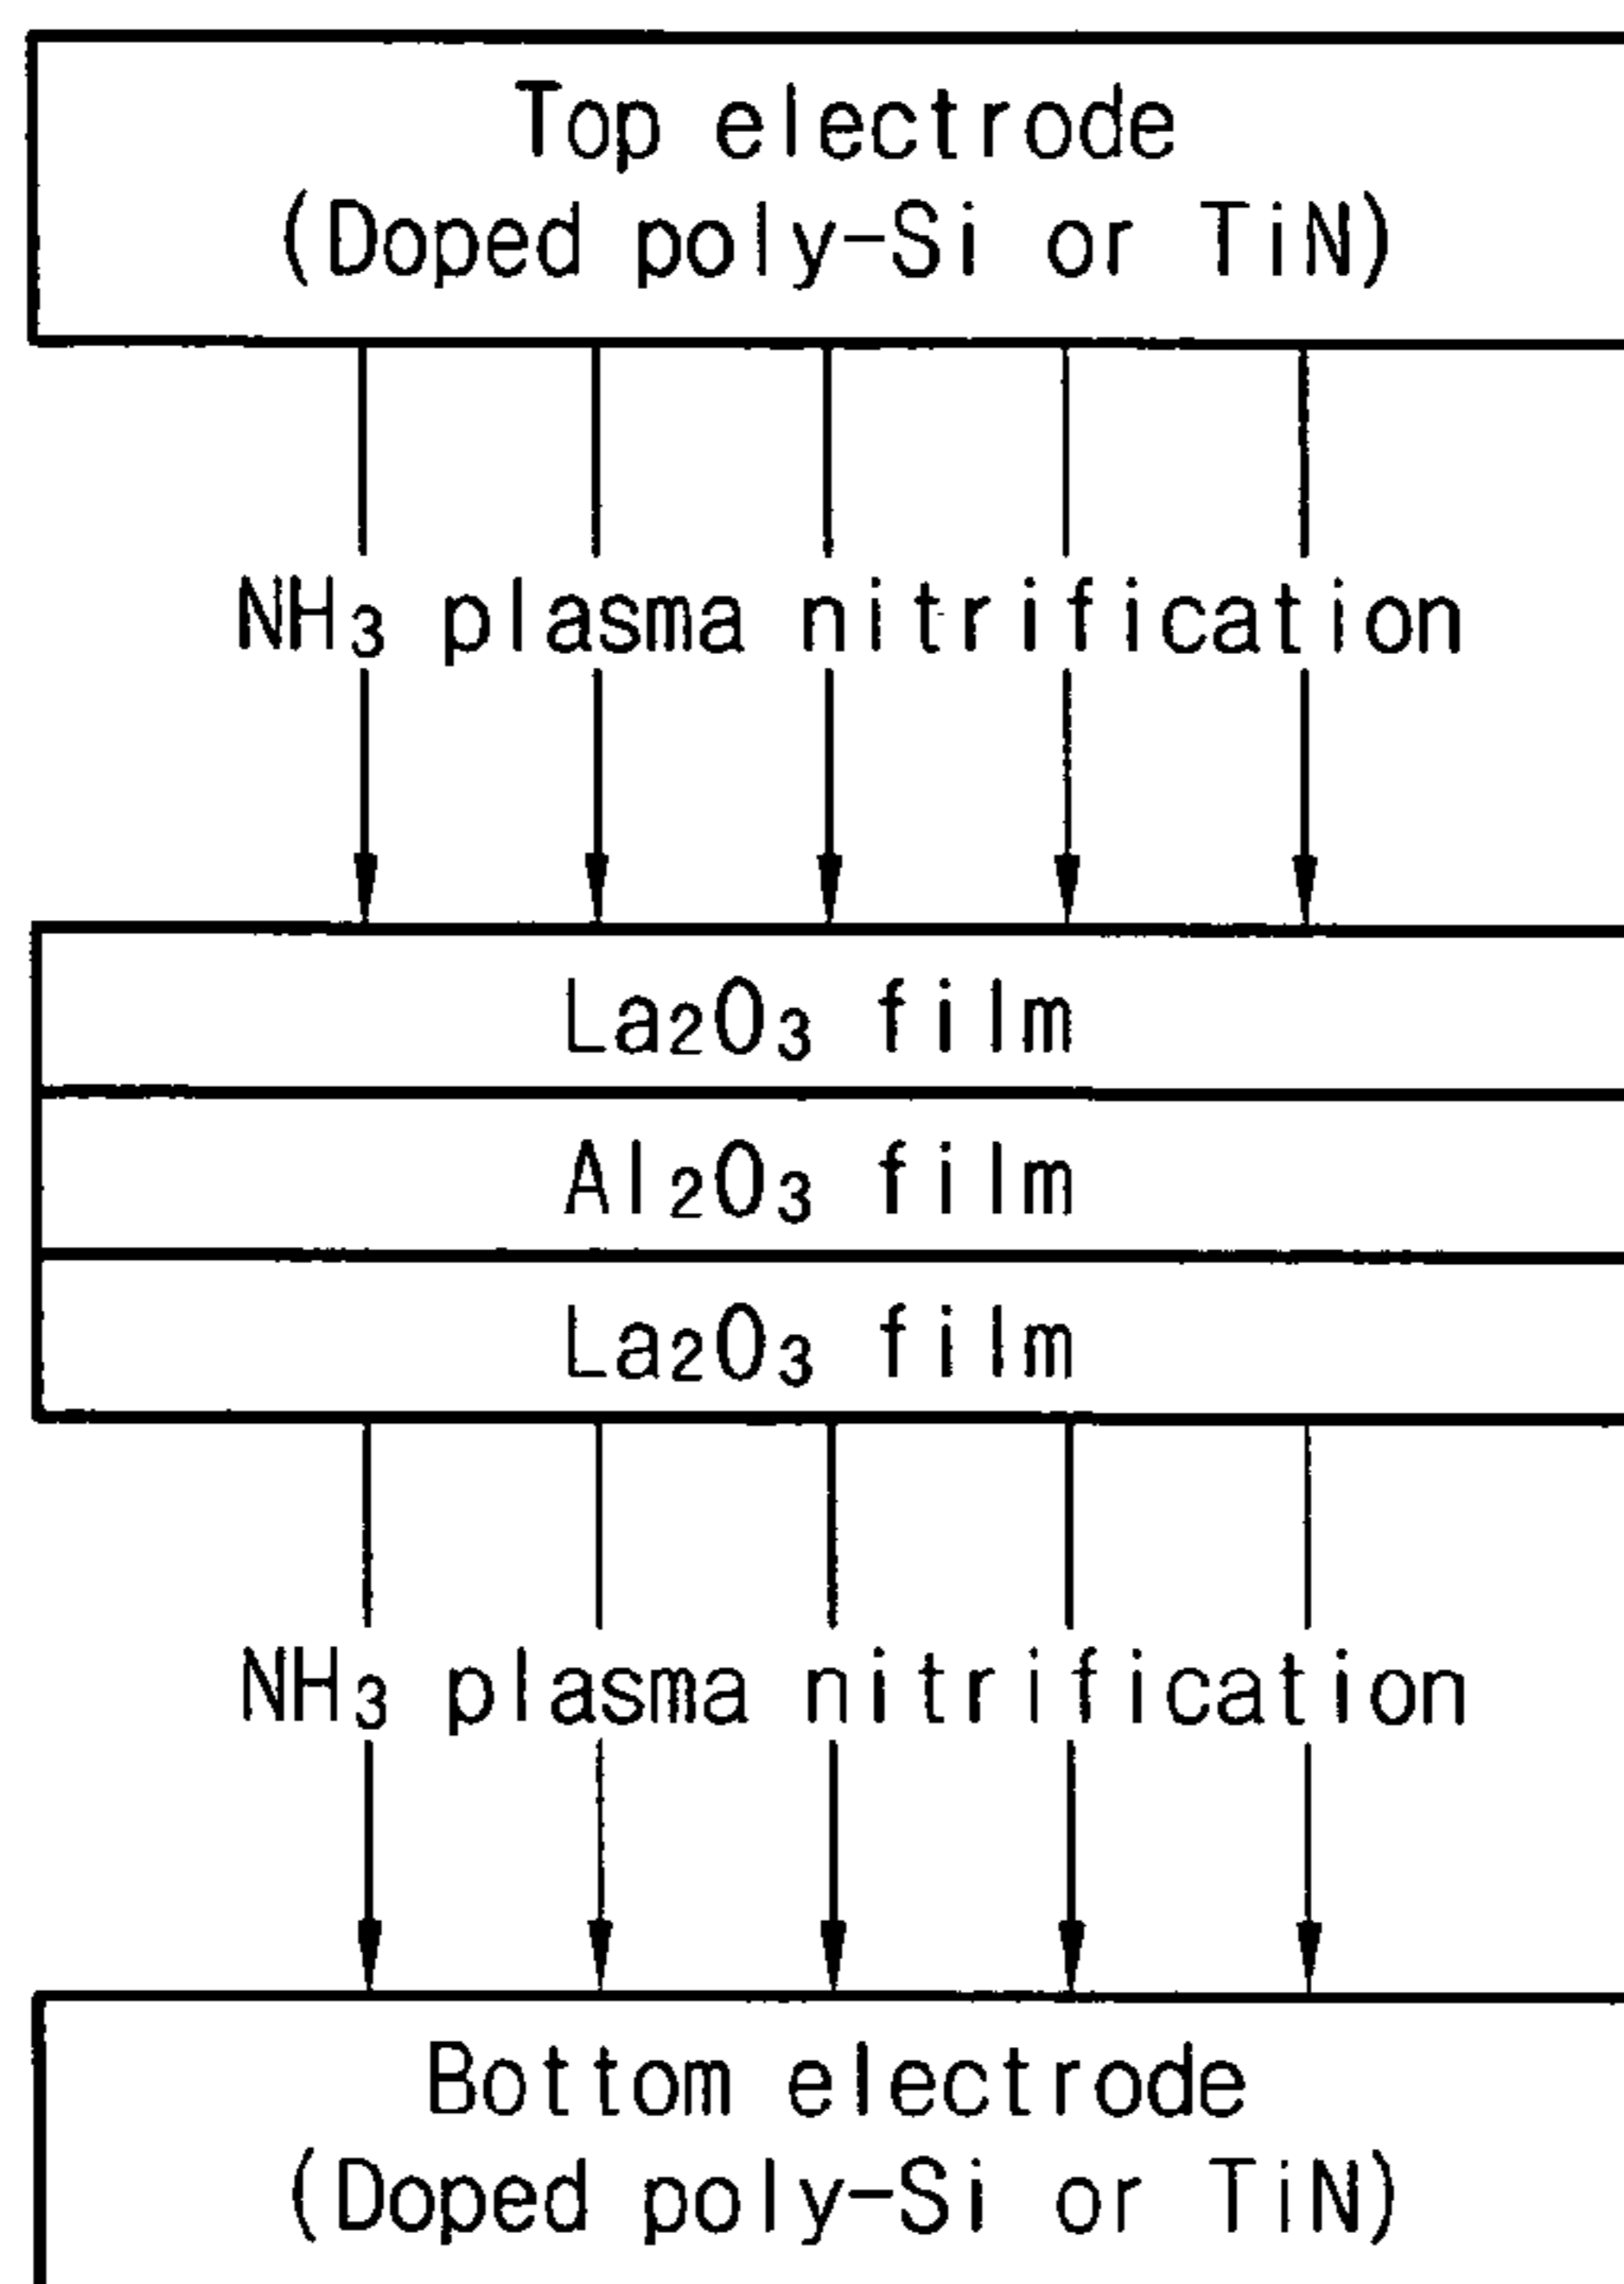 Top electrode
(Doped poly-Si or TiN)
NH₃ plasma nitrification
La₂O₃ film
Al₂O₃ film
La₂O₃ film
NH₃ plasma nitrification
Bottom electrode
(Doped poly-Si or TiN)